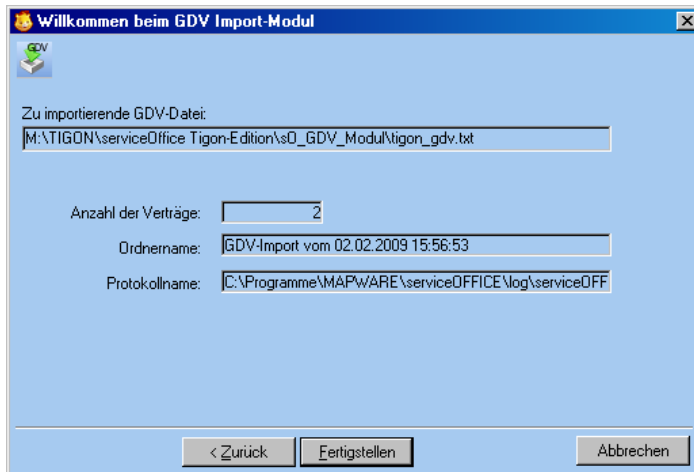 Willkommen beim GDV Import-Modul
GDV
Zu importierende GDV-Datei:
M:\TIGON\serviceOffice Tigon-Edition\sO_GDV_Modul\tigon_gdv.txt
Anzahl der Verträge: 2
Ordnername: GDV-Import vom 02.02.2009 15:56:53
Protokollname: C:\Programme\MAPWARE\serviceOFFICE\log\serviceOFF
< Zurück Fertigstellen Abbrechen